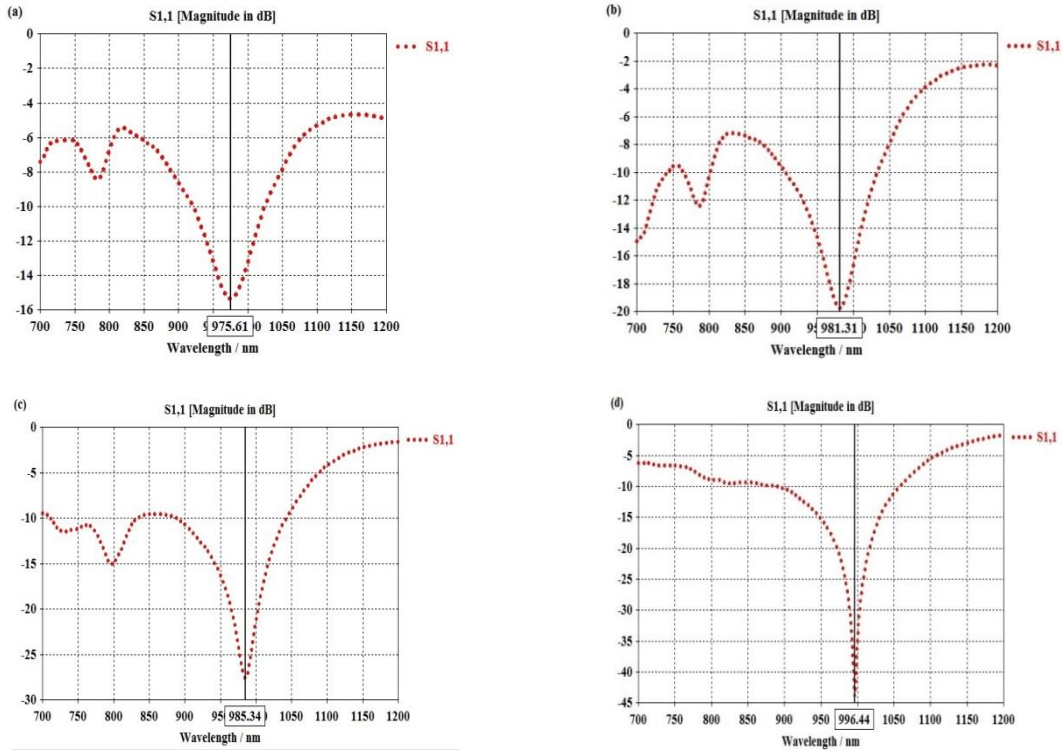 (a)
S1,1 [Magnitude in dB]
0
-2
-4
-6
-8
-10
-12
-14
-16
S1,1
700 750 800 850 900 975.61 1050 1100 1150 1200
Wavelength / nm
(b)
S1,1 [Magnitude in dB]
0
-2
-4
-6
-8
-10
-12
-14
-16
-18
-20
S1,1
700 750 800 850 900 981.31 1050 1100 1150 1200
Wavelength / nm
(c)
S1,1 [Magnitude in dB]
0
-5
-10
-15
-20
-25
-30
S1,1
700 750 800 850 900 985.34 1050 1100 1150 1200
Wavelength / nm
(d)
S1,1 [Magnitude in dB]
0
-5
-10
-15
-20
-25
-30
-35
-40
-45
S1,1
700 750 800 850 900 950 996.44 1050 1100 1150 1200
Wavelength / nm